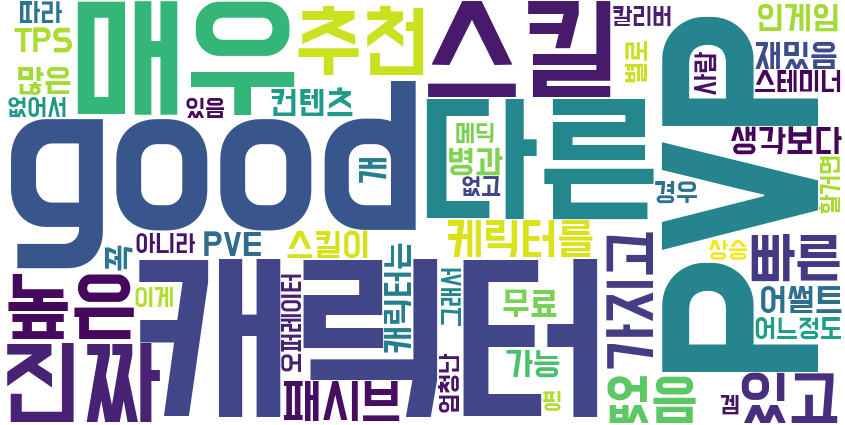 따라
TPS
많은
없어서
매우
있음
추천
컨텐츠
스킬
칼리버
별로
사람
인게임
재밌음
스테미너
good
개
다른
메딕
병과
없고
PVP
생각보다
경우
할거면
아니라
PVE
쪽
스킬이
케릭터를
상승
빠른
높은
이게
캐릭터
오퍼레이터
캐릭터는
그래서
무료
가지고
어썰트
어느정도
진짜
패시브
엄청난
가능
핑
없음
겜
있고